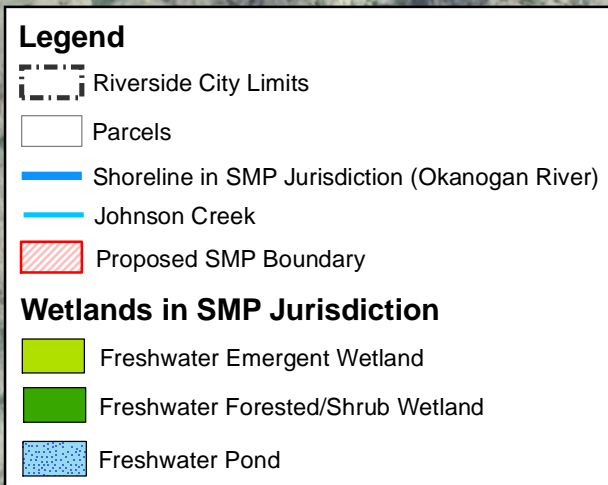 Legend
Riverside City Limits
Parcels
Shoreline in SMP Jurisdiction (Okanogan River)
Johnson Creek
Proposed SMP Boundary
Wetlands in SMP Jurisdiction
Freshwater Emergent Wetland
Freshwater Forested/Shrub Wetland
Freshwater Pond